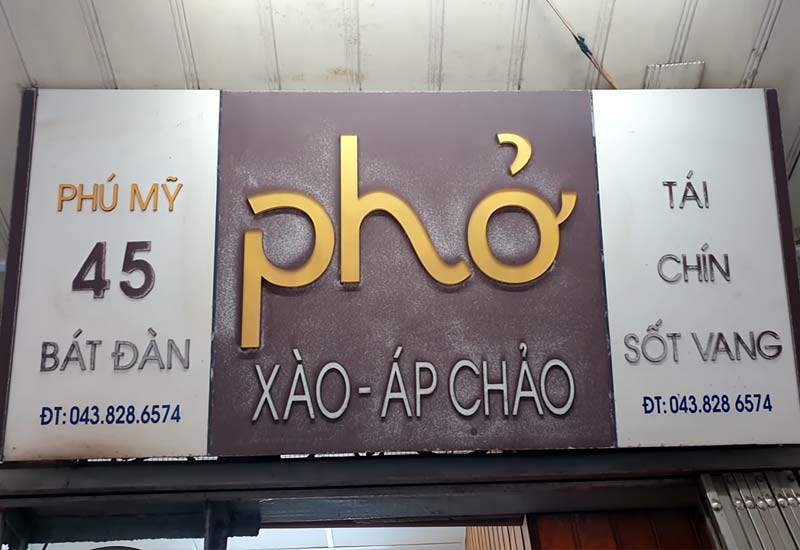 PHÚ MỸ
45
BÁT ĐÀN
ĐT: 043.828.6574
phở
XÀO - ÁP CHẢO
TÁI
CHÍN
SỐT VANG
ĐT: 043.828 6574